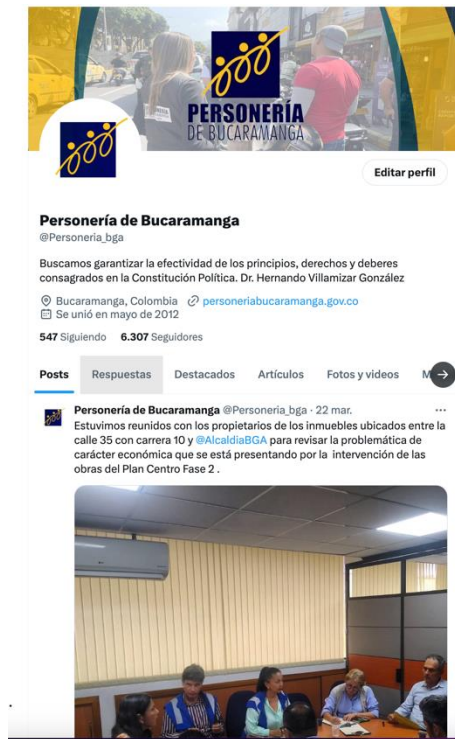 PERSONERÍA
DE BUCARAMANGA
Editar perfil
Personería de Bucaramanga
@Personeria_bga
Buscamos garantizar la efectividad de los principios, derechos y deberes
consagrados en la Constitución Política. Dr. Hernando Villamizar González
Bucaramanga, Colombia personeriabucaramanga.gov.co
Se unió en mayo de 2012
547 Siguiendo 6.307 Seguidores
Posts Respuestas Destacados Artículos Fotos y videos M
Personería de Bucaramanga @Personeria_bga · 22 mar.
Estuvimos reunidos con los propietarios de los inmuebles ubicados entre la
calle 35 con carrera 10 y @AlcaldiaBGA para revisar la problemática de
carácter económica que se está presentando por la intervención de las
obras del Plan Centro Fase 2 .